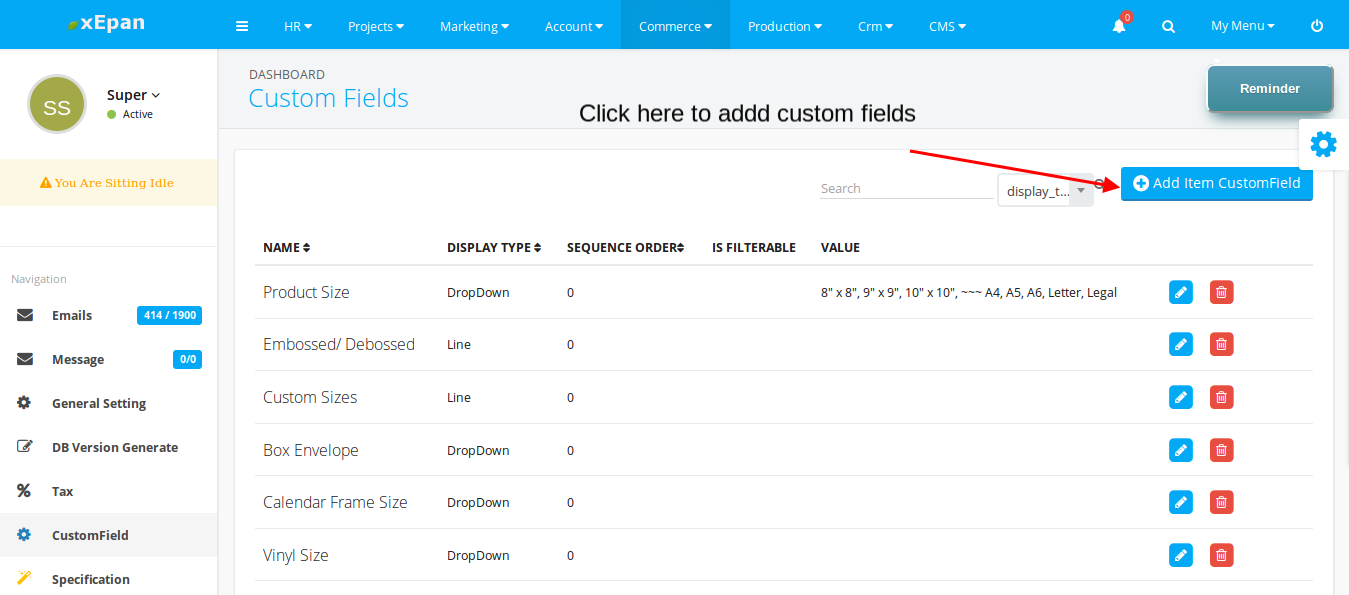 xEpan
HR
Projects
Marketing
Account
Commerce
Production
Crm
CMS
0
My Menu
SS
Super
Active
DASHBOARD
Custom Fields
Click here to addd custom fields
Reminder
You Are Sitting Idle
Search
display_t...
Add Item CustomField
NAME DISPLAY TYPE SEQUENCE ORDER IS FILTERABLE VALUE
Product Size DropDown 0 8" x 8", 9" x 9", 10" x 10", ~~~ A4, A5, A6, Letter, Legal
Embossed/ Debossed Line 0
Custom Sizes Line 0
Box Envelope DropDown 0
Calendar Frame Size DropDown 0
Vinyl Size DropDown 0
Navigation
Emails 414 / 1900
Message 0/0
General Setting
DB Version Generate
Tax
CustomField
Specification